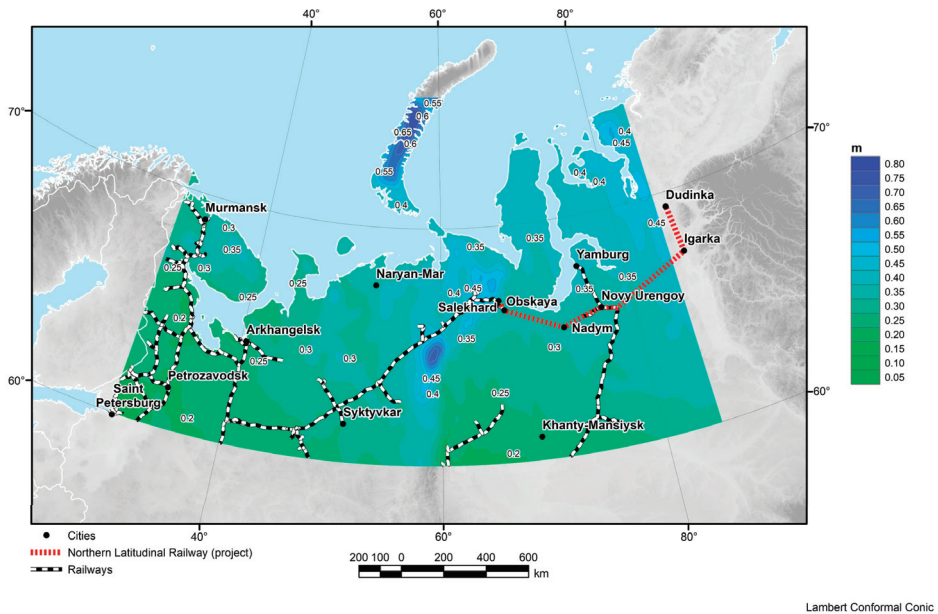 40°
60°
80°
70°
70°
60°
60°
40°
60°
80°
m
0.80
0.75
0.70
0.65
0.60
0.55
0.50
0.45
0.40
0.35
0.30
0.25
0.20
0.15
0.10
0.05
0.55
0.6
0.65
0.6
0.55
0.4
0.4
0.45
0.4
0.4
Dudinka
0.45
Murmansk
0.3
0.35
0.35
0.35
Igarka
Yamburg
0.25
0.3
0.25
0.25
Naryan-Mar
0.45
0.4
0.35
0.35
Obskaya
Novy Urengoy
Salekhard
0.2
Arkhangelsk
Nadym
0.25
0.3
0.3
0.35
0.3
0.45
0.4
Petrozavodsk
Saint
Petersburg
0.2
Syktyvkar
0.25
Khanty-Mansiysk
0.2
Cities
Northern Latitudinal Railway (project)
Railways
200 100 0 200 400 600
km
Lambert Conformal Conic